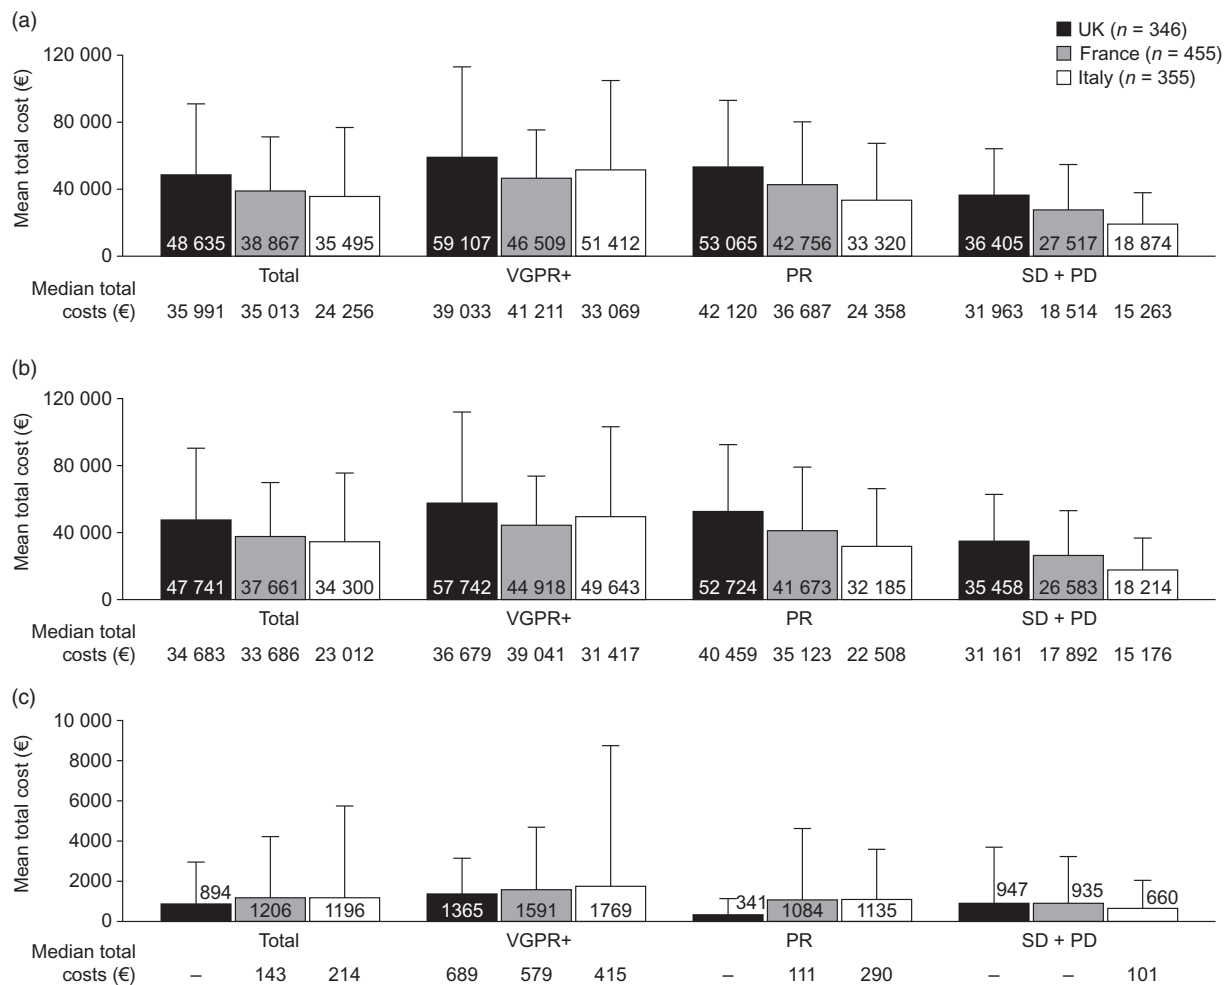 (a)
UK (n = 346)
France (n = 455)
Italy (n = 355)
Mean total cost (€)
120 000
80 000
40 000
0
48 635 38 867 35 495 59 107 46 509 51 412 53 065 42 756 33 320 36 405 27 517 18 874
Total VGPR+ PR SD + PD
Median total
costs (€) 35 991 35 013 24 256 39 033 41 211 33 069 42 120 36 687 24 358 31 963 18 514 15 263
(b)
Mean total cost (€)
120 000
80 000
40 000
0
47 741 37 661 34 300 57 742 44 918 49 643 52 724 41 673 32 185 35 458 26 583 18 214
Total VGPR+ PR SD + PD
Median total
costs (€) 34 683 33 686 23 012 36 679 39 041 31 417 40 459 35 123 22 508 31 161 17 892 15 176
(c)
Mean total cost (€)
10 000
8000
6000
4000
2000
0
894 1206 1196 1365 1591 1769 341 1084 1135 947 935 660
Total VGPR+ PR SD + PD
Median total
costs (€) – 143 214 689 579 415 – 111 290 – – 101